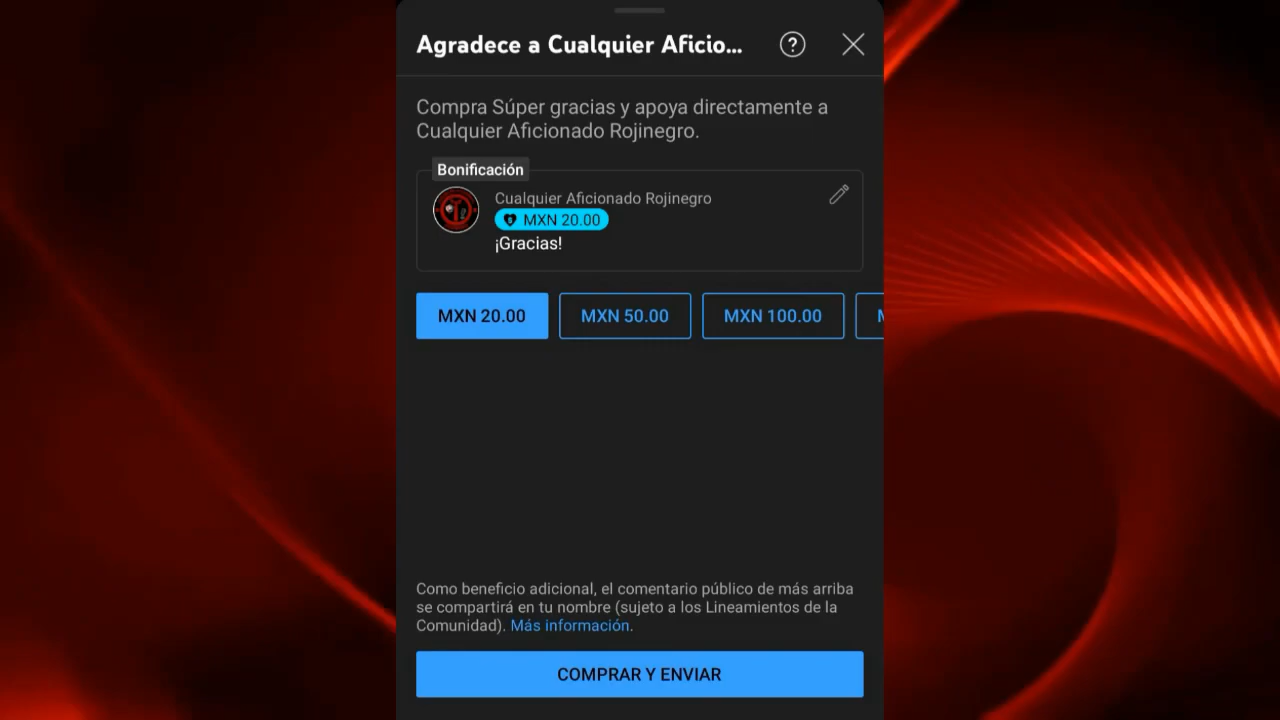 Agradece a Cualquier Aficio...
Compra Súper gracias y apoya directamente a
Cualquier Aficionado Rojinegro.
Bonificación
Cualquier Aficionado Rojinegro
MXN 20.00
¡Gracias!
MXN 20.00
MXN 50.00
MXN 100.00
Como beneficio adicional, el comentario público de más arriba
se compartirá en tu nombre (sujeto a los Lineamientos de la
Comunidad). Más información.
COMPRAR Y ENVIAR